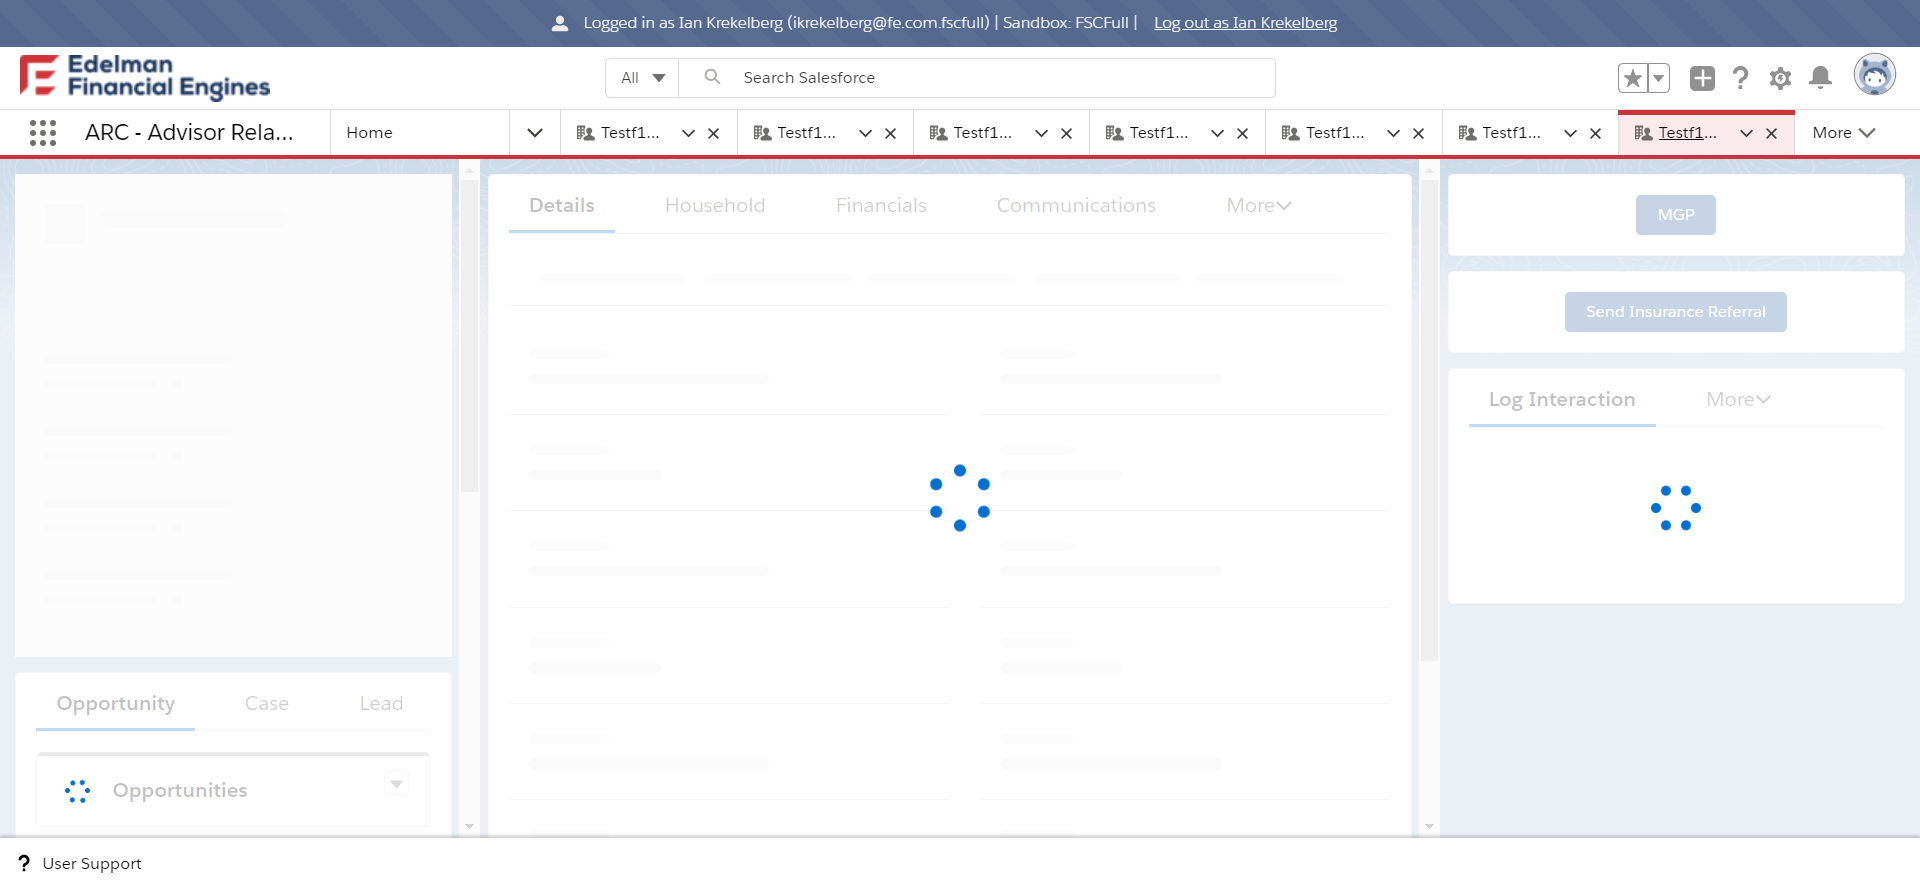 Logged in as Ian Krekelberg (ikrekelberg@fe.com.fscfull) | Sandbox: FSCFull | Log out as Ian Krekelberg
Edelman
Financial Engines
All
Search Salesforce
ARC - Advisor Rela...
Home
Testf1...
Testf1...
Testf1...
Testf1...
Testf1...
Testf1...
Testf1...
More
Details
Household
Financials
Communications
More
MGP
Send Insurance Referral
Log Interaction
More
Opportunity
Case
Lead
Opportunities
? User Support